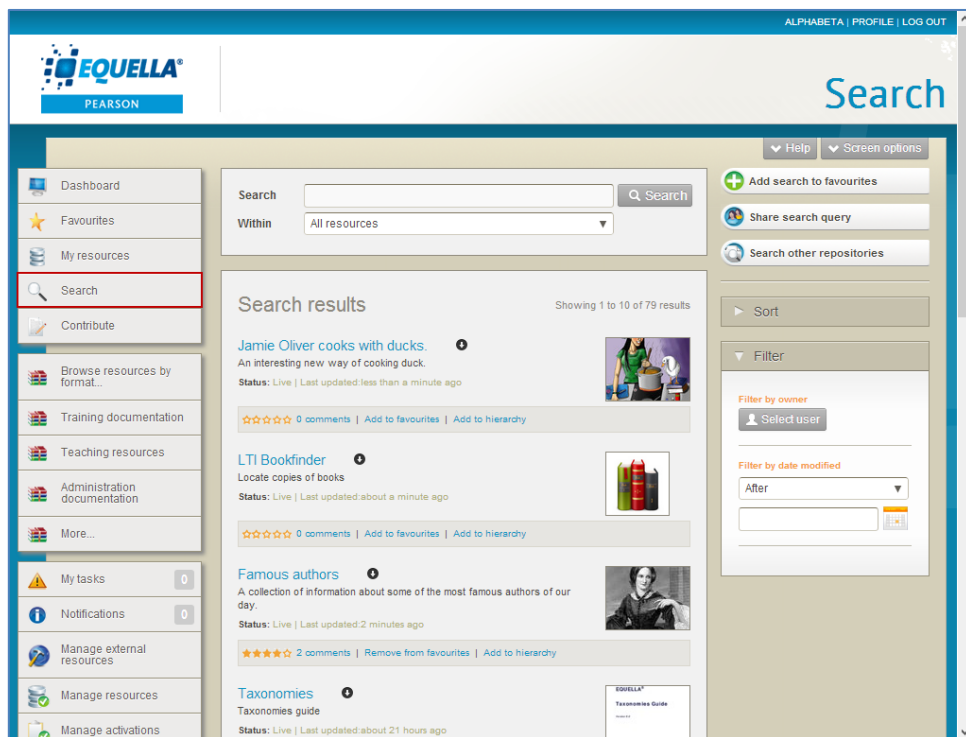 ALPHABETA | PROFILE | LOG OUT
EQUELLA®
PEARSON
Search
Help
Screen options
Dashboard
Favourites
My resources
Search
Contribute
Browse resources by
format...
Training documentation
Teaching resources
Administration
documentation
More...
My tasks 0
Notifications 0
Manage external
resources
Manage resources
Manage activations
Search
Search
Within All resources
Search results
Showing 1 to 10 of 79 results
Jamie Oliver cooks with ducks.
An interesting new way of cooking duck.
Status: Live | Last updated:less than a minute ago
0 comments | Add to favourites | Add to hierarchy
LTI Bookfinder
Locate copies of books
Status: Live | Last updated:about a minute ago
0 comments | Add to favourites | Add to hierarchy
Famous authors
A collection of information about some of the most famous authors of our
day.
Status: Live | Last updated:2 minutes ago
2 comments | Remove from favourites | Add to hierarchy
Taxonomies
Taxonomies guide
Status: Live | Last updated:about 21 hours ago
EQUELLA®
Taxonomies Guide
Add search to favourites
Share search query
Search other repositories
Sort
Filter
Filter by owner
Select user
Filter by date modified
After